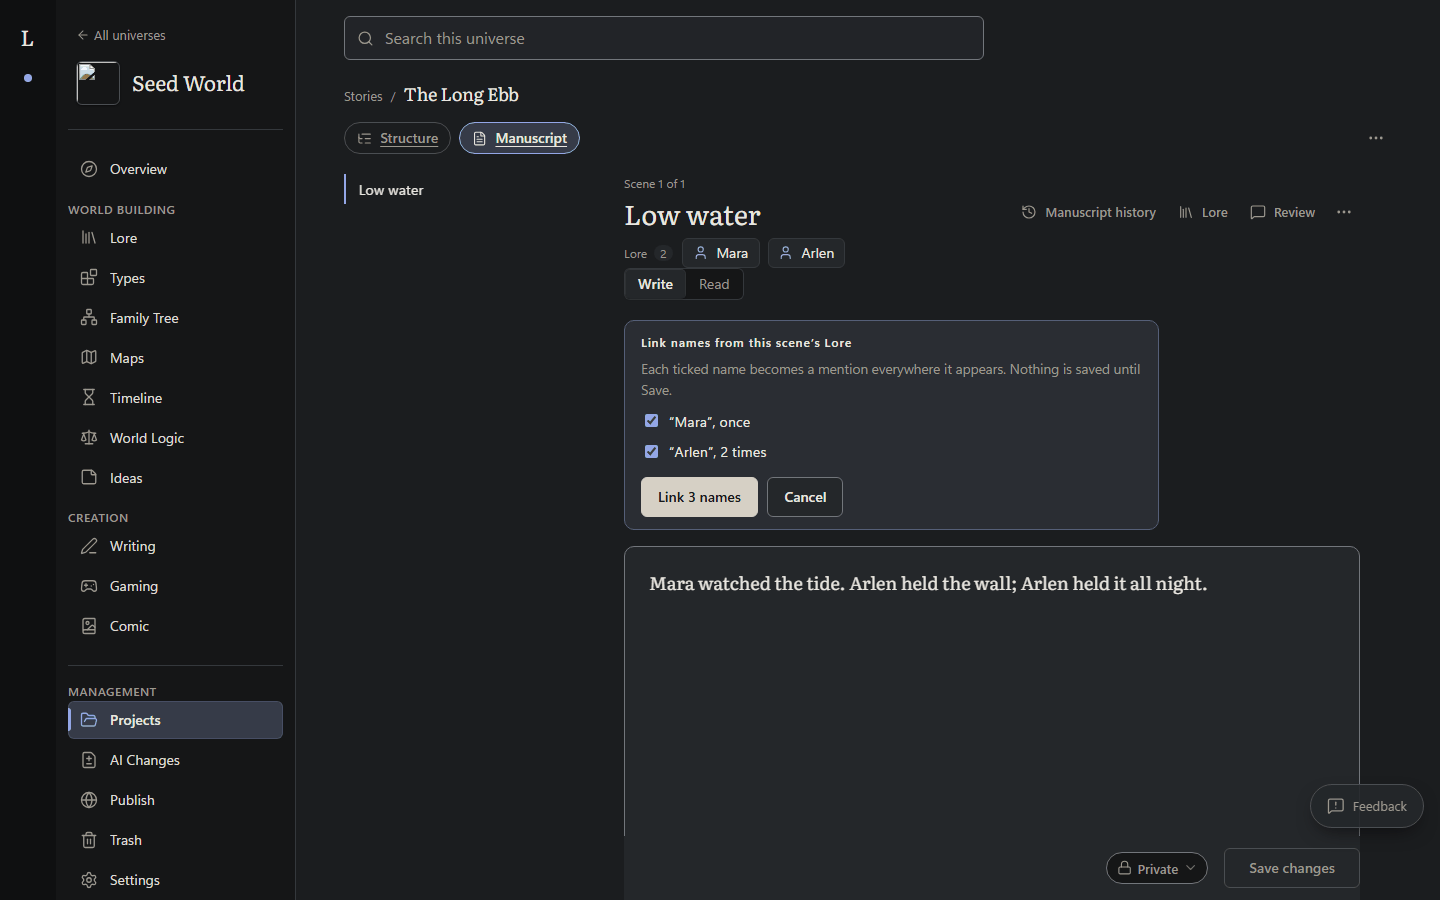 L
All universes
Seed World
Overview
WORLD BUILDING
Lore
Types
Family Tree
Maps
Timeline
World Logic
Ideas
CREATION
Writing
Gaming
Comic
MANAGEMENT
Projects
AI Changes
Publish
Trash
Settings
Search this universe
Stories / The Long Ebb
Structure
Manuscript
Low water
Scene 1 of 1
Low water
Manuscript history
Lore
Review
Lore 2
Mara
Arlen
Write
Read
Link names from this scene’s Lore
Each ticked name becomes a mention everywhere it appears. Nothing is saved until
Save.
“Mara”, once
“Arlen”, 2 times
Link 3 names
Cancel
Mara watched the tide. Arlen held the wall; Arlen held it all night.
Feedback
Private
Save changes